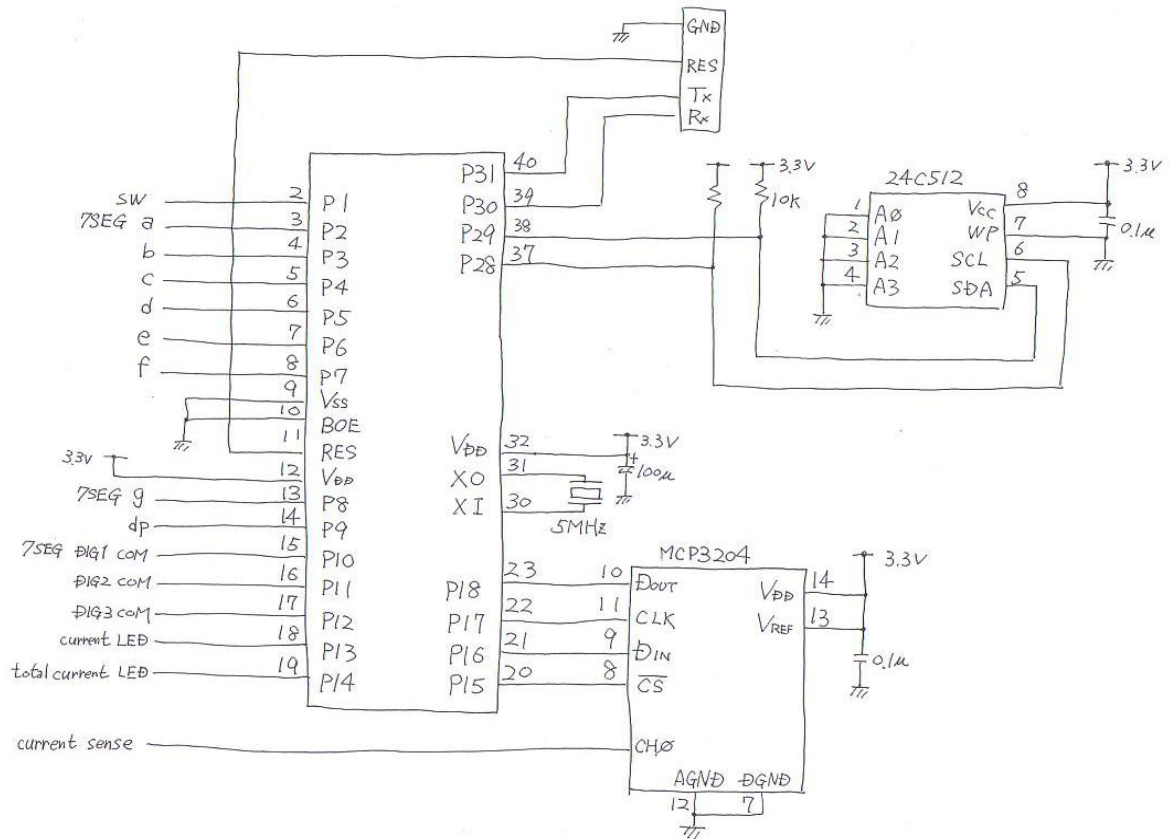 GND
RES
Tx
Rx
40
P31
39
P30
38
P29
37
P28
SW
2
P1
7SEG a
3
P2
b
4
P3
c
5
P4
d
6
P5
e
7
P6
f
8
P7
9
Vss
10
BOE
11
RES
3.3V
12
VDD
7SEG g
13
P8
dp
14
P9
7SEG DIG1 COM
15
P10
DIG2 COM
16
P11
DIG3 COM
17
P12
current LED
18
P13
total current LED
19
P14
VDD
32
XO
31
XI
30
3.3V
+
100μ
5MHz
P18
23
P17
22
P16
21
P15
20
3.3V
10k
24C512
1
A0
2
A1
3
A2
4
A3
Vcc
8
WP
7
SCL
6
SDA
5
3.3V
0.1μ
MCP3204
10
DOUT
11
CLK
9
DIN
8
CS
VDD
14
VREF
13
3.3V
0.1μ
current sense
CH0
AGND
DGND
12
7